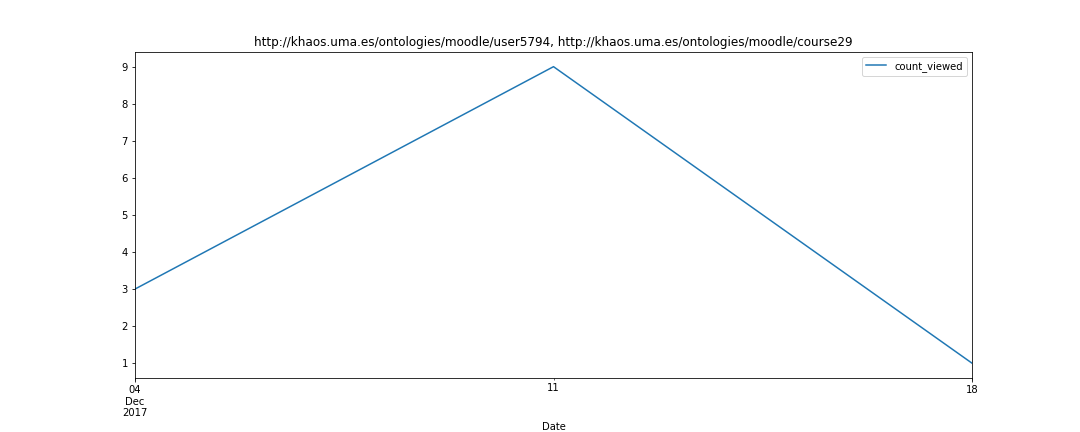 http://khaos.uma.es/ontologies/moodle/user5794, http://khaos.uma.es/ontologies/moodle/course29
count_viewed
9
8
7
6
5
4
3
2
1
04 11 18
Dec
2017
Date